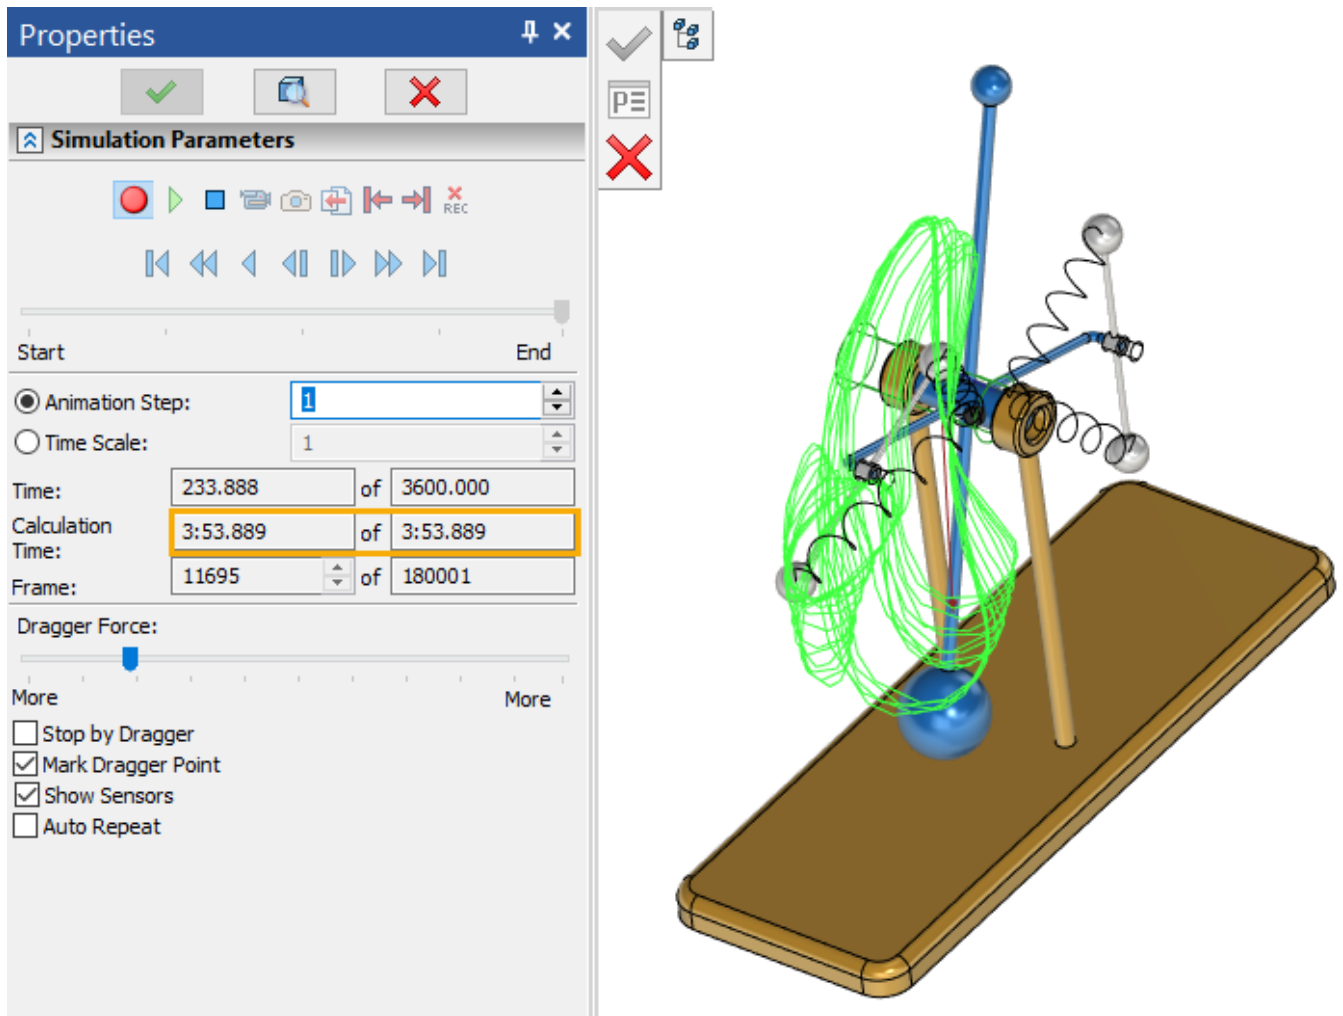 Properties
Simulation Parameters
REC
Start End
Animation Step: 1
Time Scale: 1
Time: 233.888 of 3600.000
Calculation
Time: 3:53.889 of 3:53.889
Frame: 11695 of 180001
Dragger Force:
More More
Stop by Dragger
Mark Dragger Point
Show Sensors
Auto Repeat
P